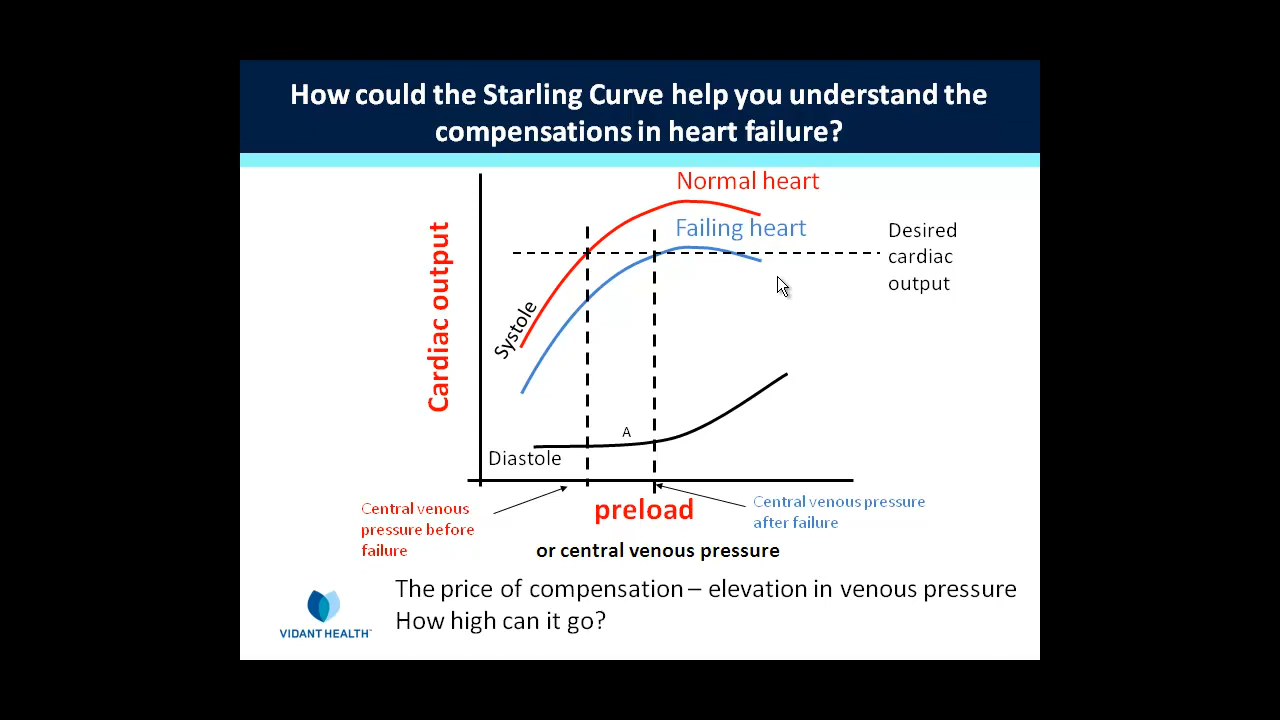 How could the Starling Curve help you understand the
compensations in heart failure?
Normal heart
Failing heart
Desired
cardiac
output
Cardiac output
Systole
A
Diastole
Central venous
pressure before
failure
preload
Central venous pressure
after failure
or central venous pressure
The price of compensation – elevation in venous pressure
How high can it go?
VIDANT HEALTH™